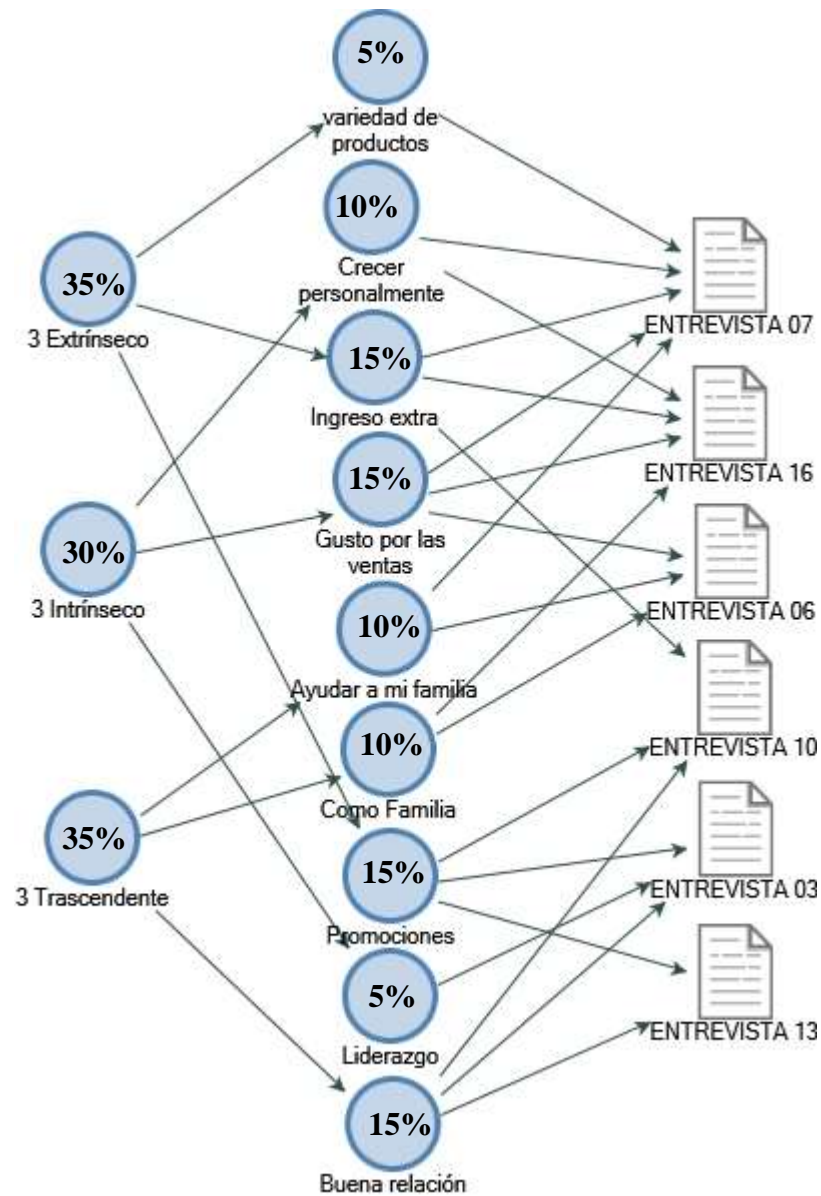 5%
variedad de
productos
10%
Crecer
personalmente
35%
3 Extrínseco
ENTREVISTA 07
15%
Ingreso extra
ENTREVISTA 16
15%
Gusto por las
ventas
30%
3 Intrínseco
ENTREVISTA 06
10%
Ayudar a mi familia
ENTREVISTA 10
10%
Como Familia
35%
3 Trascendente
15%
Promociones
ENTREVISTA 03
5%
Liderazgo
ENTREVISTA 13
15%
Buena relación